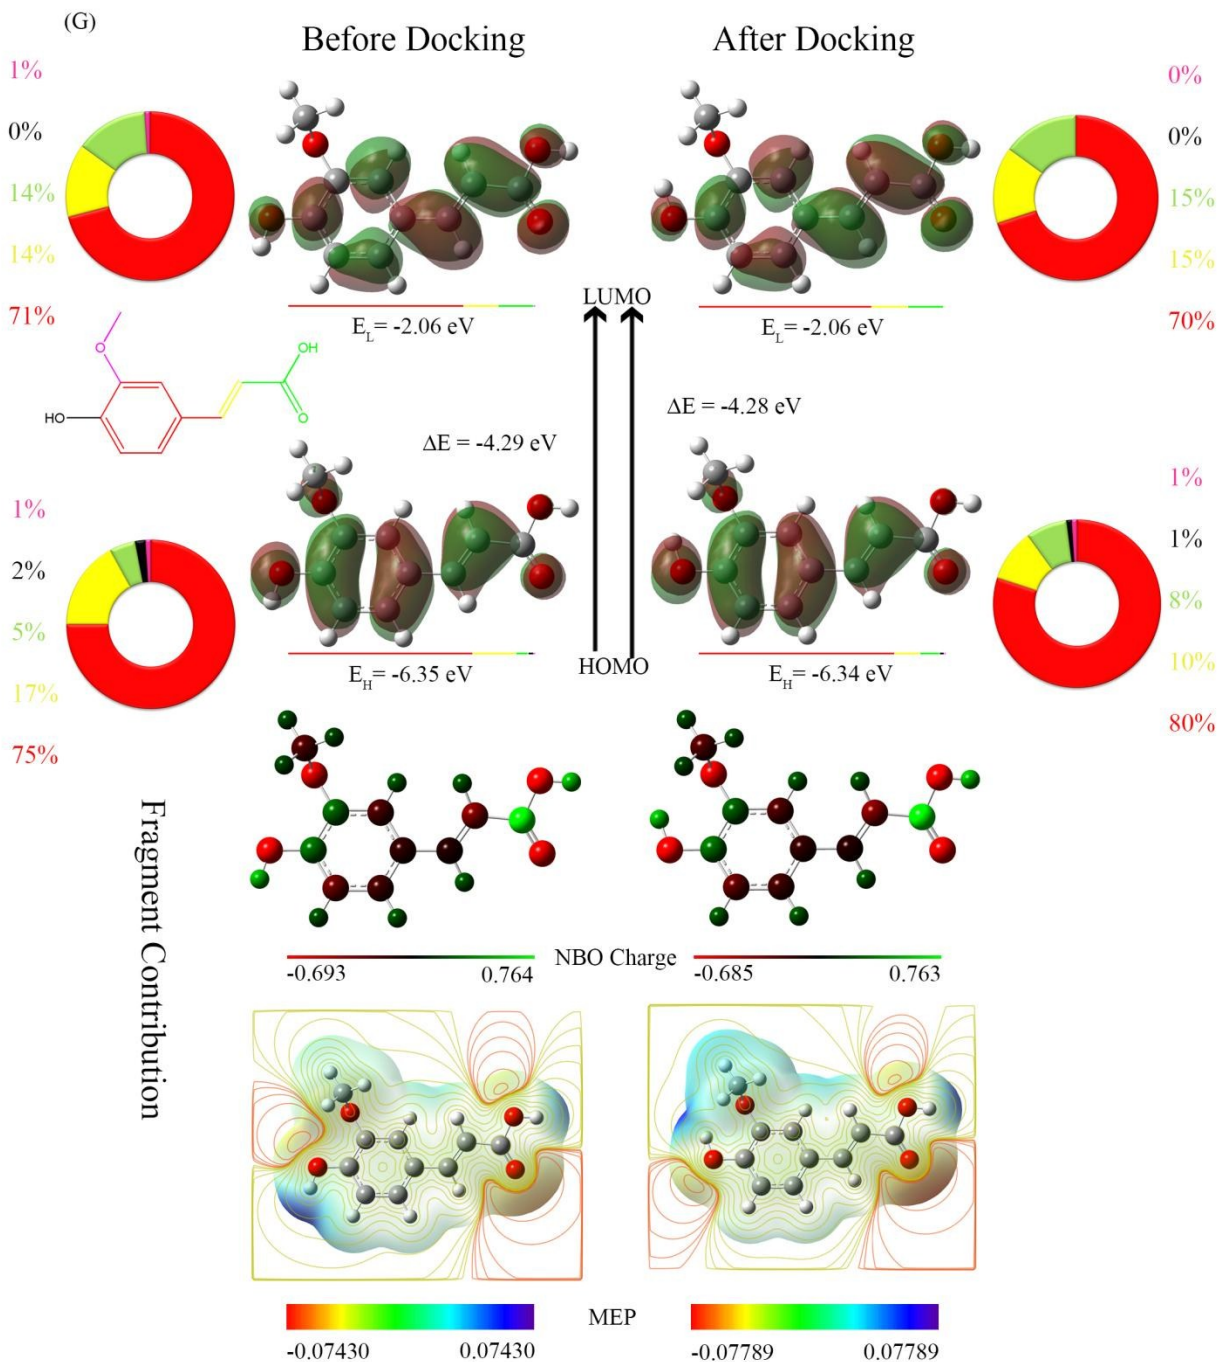 (G)
Before Docking
After Docking
1%
0%
14%
14%
71%
0%
0%
15%
15%
70%
LUMO
E_L= -2.06 eV
E_L= -2.06 eV
O
OH
O
HO
ΔE = -4.29 eV
ΔE = -4.28 eV
1%
2%
5%
17%
75%
1%
1%
8%
10%
80%
HOMO
E_H= -6.35 eV
E_H= -6.34 eV
Fragment Contribution
NBO Charge
-0.693
0.764
-0.685
0.763
MEP
-0.07430
0.07430
-0.07789
0.07789